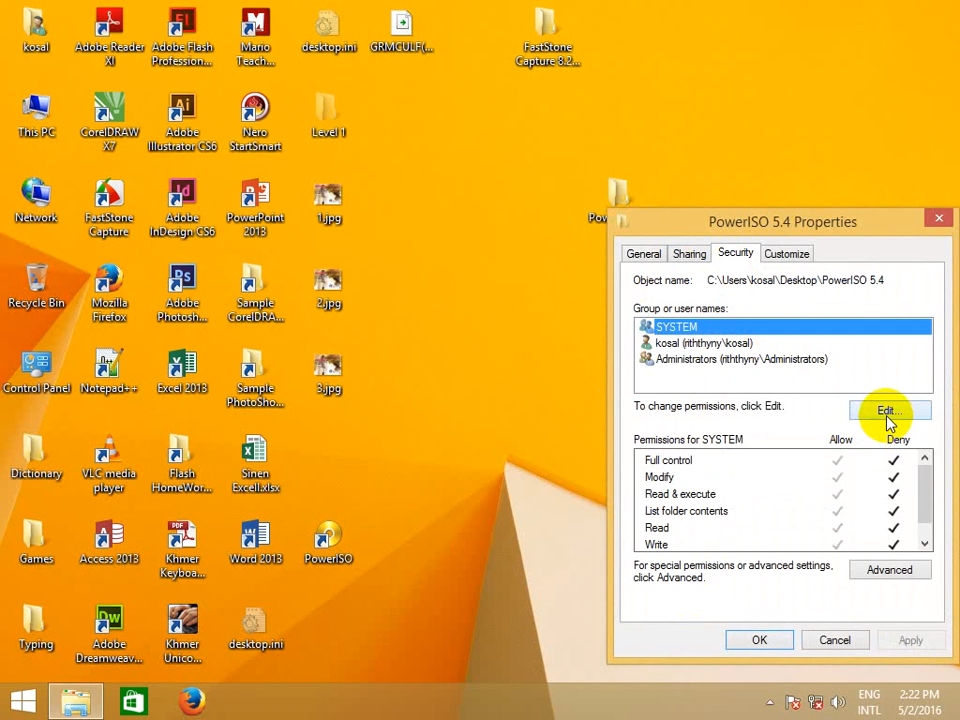 kosal
Adobe Reader
XI
Adobe Flash
Profession...
Mario
Teach...
desktop.ini
GRMCULF(...
FastStone
Capture 8.2...
This PC
CorelDRAW
X7
Adobe
Illustrator CS6
Nero
StartSmart
Level 1
Network
FastStone
Capture
Adobe
InDesign CS6
PowerPoint
2013
1.jpg
Recycle Bin
Mozilla
Firefox
Adobe
Photosh...
Sample
CorelDRA...
2.jpg
Control Panel
Notepad++
Excel 2013
Sample
PhotoSho...
3.jpg
Dictionary
VLC media
player
Flash
HomeWor...
Sinen
Excell.xlsx
Games
Access 2013
Khmer
Keyboa...
Word 2013
PowerISO
Typing
Adobe
Dreamweav...
Khmer
Unico...
desktop.ini
PowerISO 5.4 Properties
General
Sharing
Security
Customize
Object name: C:\Users\kosal\Desktop\PowerISO 5.4
Group or user names:
SYSTEM
kosal (riththyny\kosal)
Administrators (riththyny\Administrators)
To change permissions, click Edit.
Edit...
Permissions for SYSTEM Allow Deny
Full control
Modify
Read & execute
List folder contents
Read
Write
For special permissions or advanced settings,
click Advanced.
Advanced
OK
Cancel
Apply
ENG
INTL
2:22 PM
5/2/2016